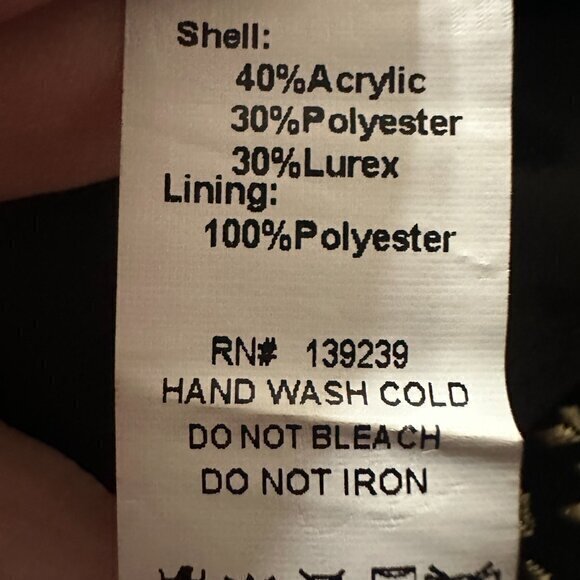 Shell:
40%Acrylic
30%Polyester
30%Lurex
Lining:
100%Polyester
RN# 139239
HAND WASH COLD
DO NOT BLEACH
DO NOT IRON